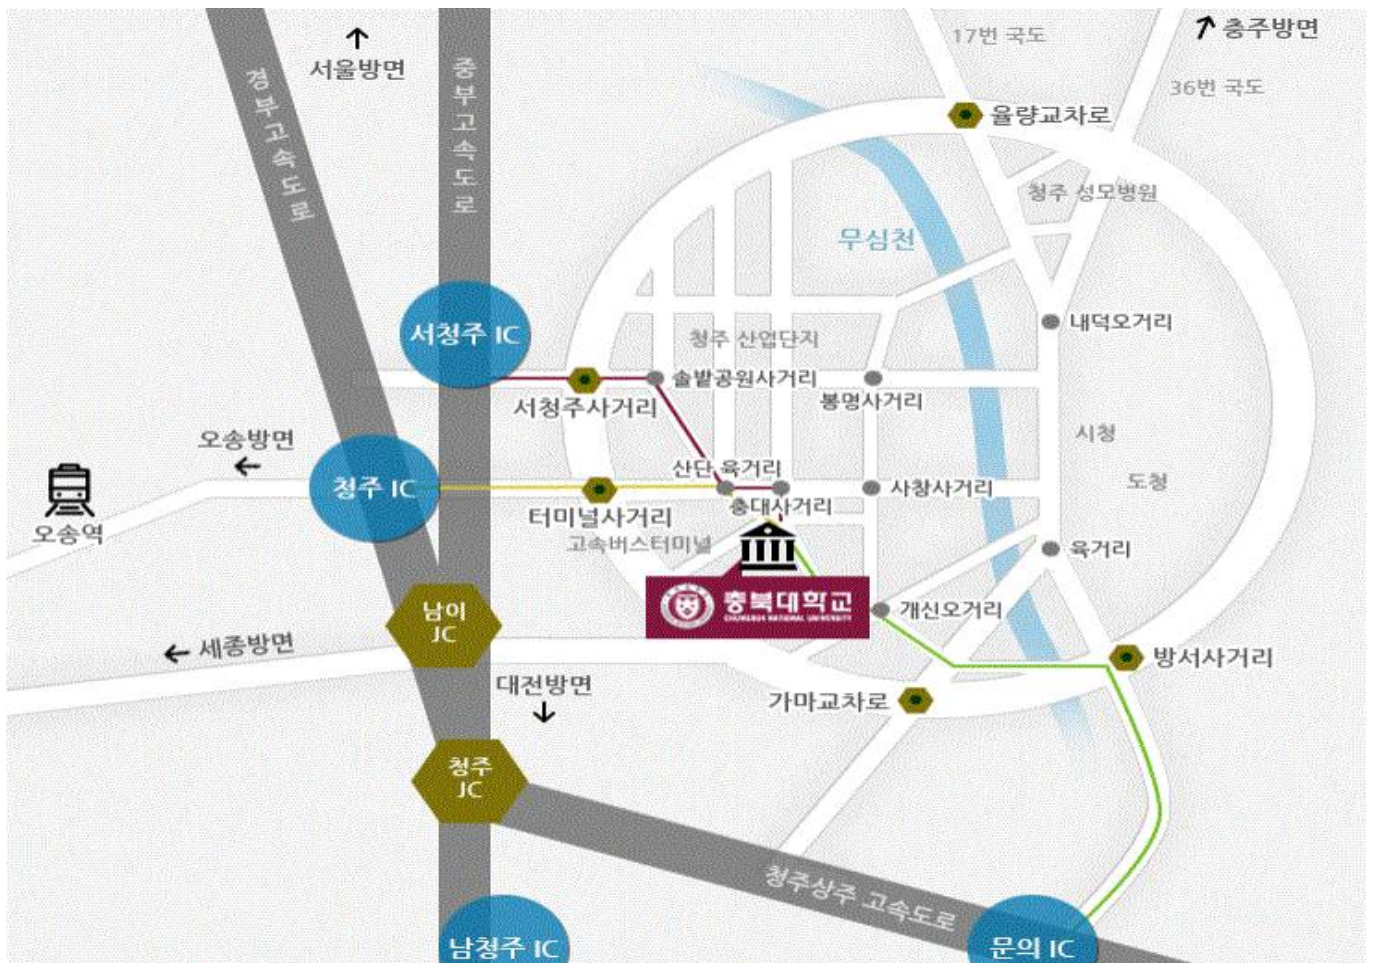 17번 국도
충주방면
서울방면
경부고속도로
중부고속도로
36번 국도
율량교차로
청주 성모병원
무심천
서청주 IC
내덕오거리
청주 산업단지
솔밭공원사거리
봉명사거리
서청주사거리
시청
오송방면
산단 육거리
도청
청주 IC
사창사거리
충대사거리
터미널사거리
오송역
고속버스터미널
육거리
충북대학교
CHUNGBUK NATIONAL UNIVERSITY
개신오거리
남이
JC
세종방면
방서사거리
대전방면
가마교차로
청주
JC
청주상주 고속도로
남청주 IC
문의 IC